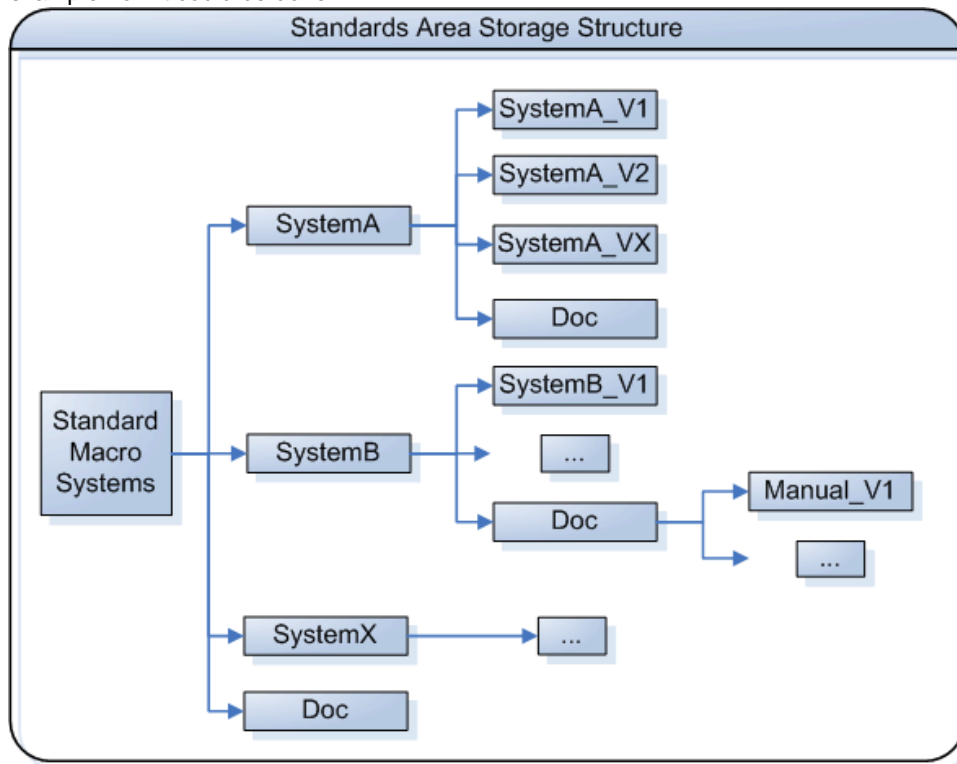 Standards Area Storage Structure
SystemA_V1
SystemA_V2
SystemA
SystemA_VX
Doc
SystemB_V1
Standard
Macro
Systems
SystemB
...
Doc
Manual_V1
...
SystemX
...
Doc